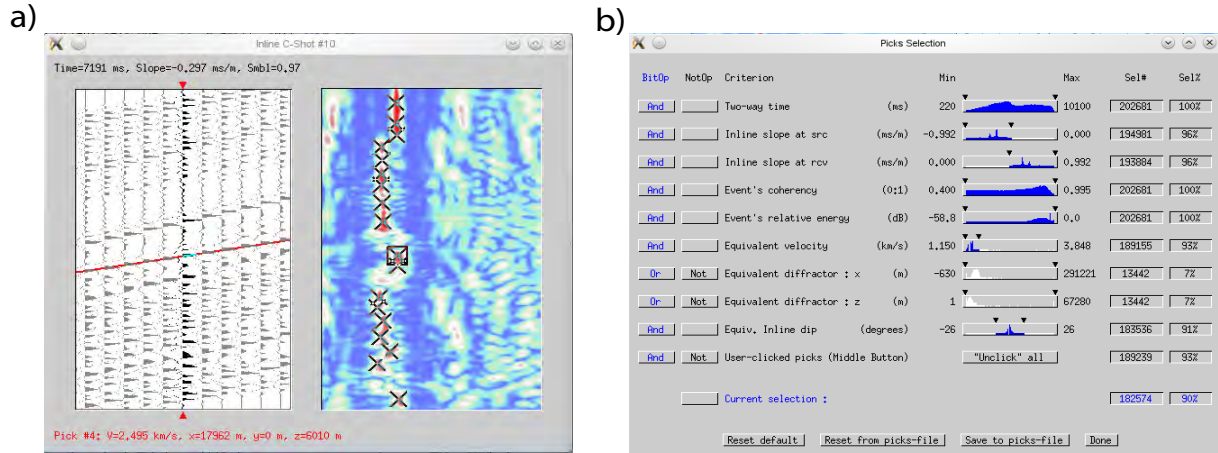 a)
Inline C-Shot #10
Time=7191 ms, Slope=-0.297 ms/m, Smbl=0.97
Pick #4: V=2.495 km/s, x=17962 m, y=0 m, z=6010 m
b)
Picks Selection
BitOp NotOp Criterion Min Max Sel# Sel%
And Two-way time (ms) 220 10100 202681 100%
And Inline slope at src (ms/m) -0.992 0.000 194981 96%
And Inline slope at rcv (ms/m) 0.000 0.992 193884 96%
And Event's coherency (0:1) 0.400 0.995 202681 100%
And Event's relative energy (dB) -58.8 0.0 202681 100%
And Equivalent velocity (km/s) 1.150 3.848 189155 93%
Or Not Equivalent diffractor : x (m) -630 291221 13442 7%
Or Not Equivalent diffractor : z (m) 1 67280 13442 7%
And Equiv. Inline dip (degrees) -26 26 183536 91%
And Not User-clicked picks (Middle Button) "Unclick" all 189239 93%
Current selection : 182574 90%
Reset default Reset from picks-file Save to picks-file Done